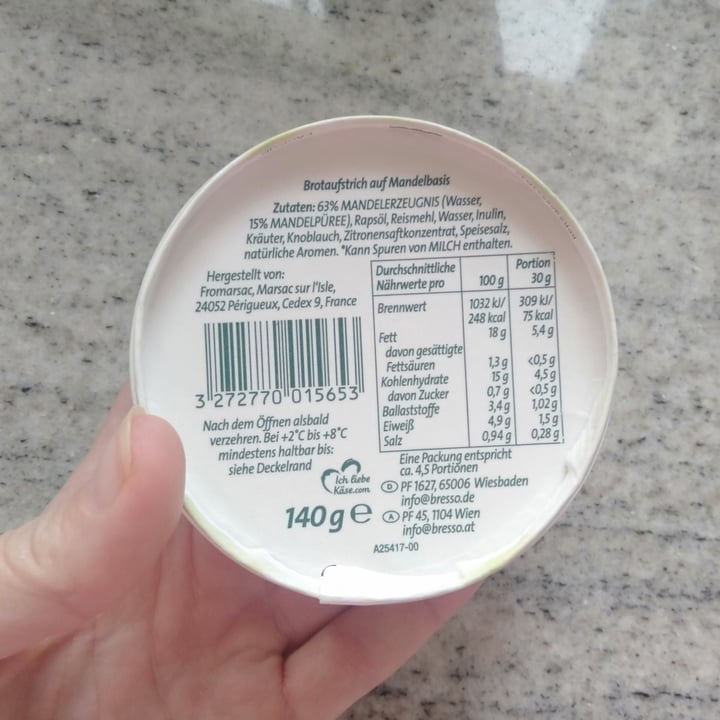 Brotaufstrich auf Mandelbasis
Zutaten: 63% MANDELERZEUGNIS (Wasser,
15% MANDELPÜREE), Rapsöl, Reismehl, Wasser, Inulin,
Kräuter, Knoblauch, Zitronensaftkonzentrat, Speisesalz,
natürliche Aromen. *Kann Spuren von MILCH enthalten.
Hergestellt von:
Fromarsac, Marsac sur l'Isle,
24052 Périgueux, Cedex 9, France
3 272770 015653
Nach dem Öffnen alsbald
verzehren. Bei +2°C bis +8°C
mindestens haltbar bis:
siehe Deckelrand
Ich liebe
Käse.com
140 g e
Durchschnittliche
Nährwerte pro 100 g Portion 30 g
Brennwert 1032 kJ/ 309 kJ/
248 kcal 75 kcal
Fett 18 g 5,4 g
davon gesättigte
Fettsäuren 1,3 g <0,5 g
Kohlenhydrate 15 g 4,5 g
davon Zucker 0,7 g <0,5 g
Ballaststoffe 3,4 g 1,02 g
Eiweiß 4,9 g 1,5 g
Salz 0,94 g 0,28 g
Eine Packung entspricht
ca. 4,5 Portionen
D PF 1627, 65006 Wiesbaden
info@bresso.de
A PF 45, 1104 Wien
info@bresso.at
A25417-00